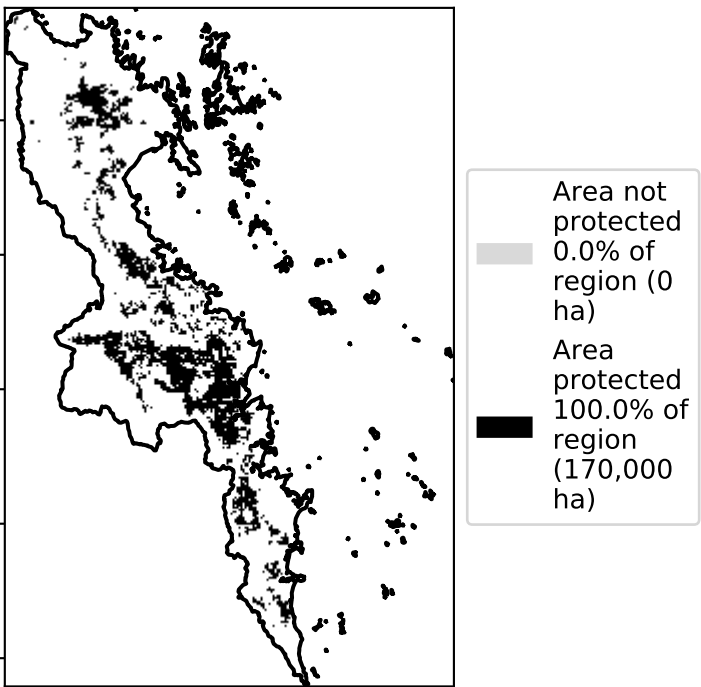 Area not
protected
0.0% of
region (0
ha)
Area
protected
100.0% of
region
(170,000
ha)